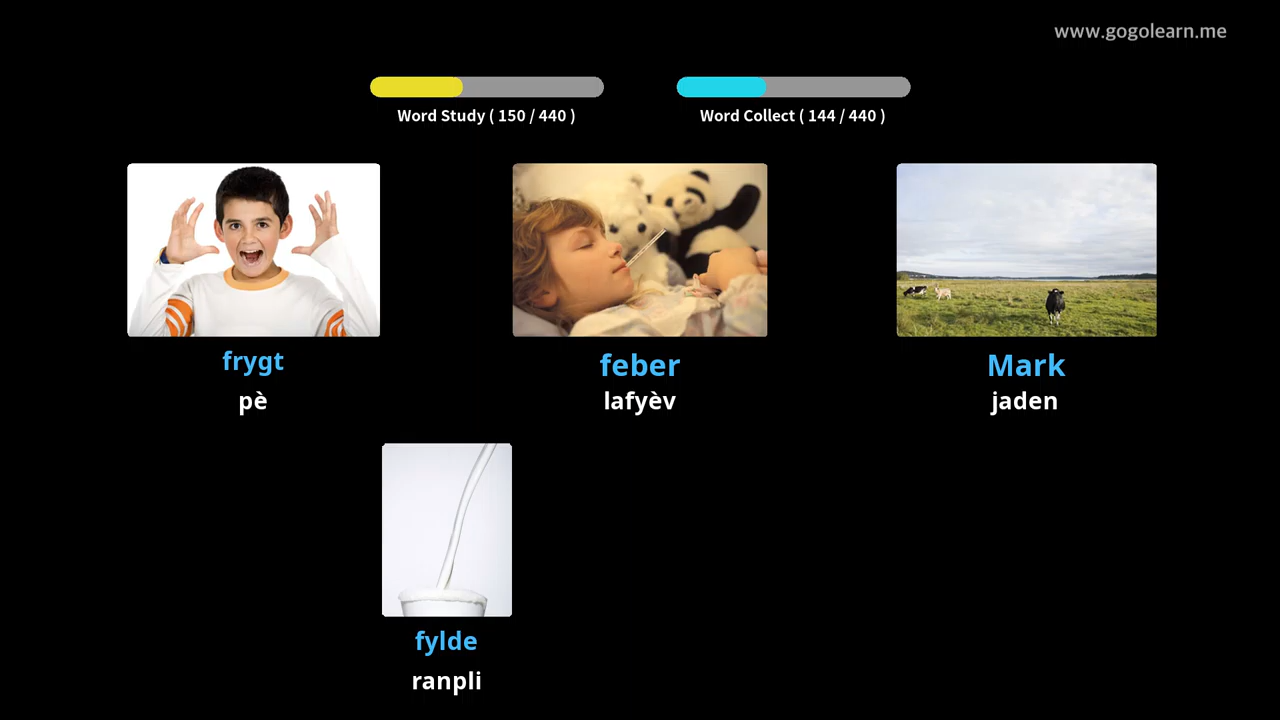 www.gogolearn.me
Word Study ( 150 / 440 )
Word Collect ( 144 / 440 )
frygt
pè
feber
lafyèv
Mark
jaden
fylde
ranpli